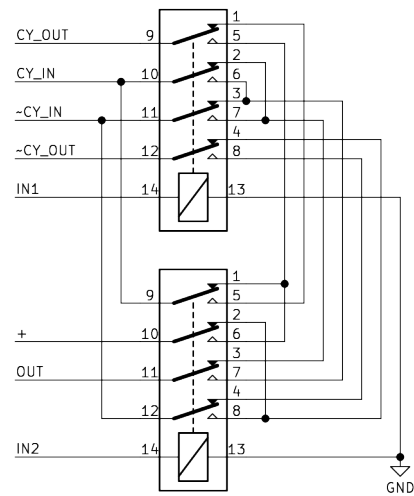 1
CY_OUT 9 5
2
CY_IN 10 6
3
~CY_IN 11 7
4
~CY_OUT 12 8
IN1 14 13
1
9 5
2
+ 10 6
3
OUT 11 7
4
12 8
IN2 14 13
GND